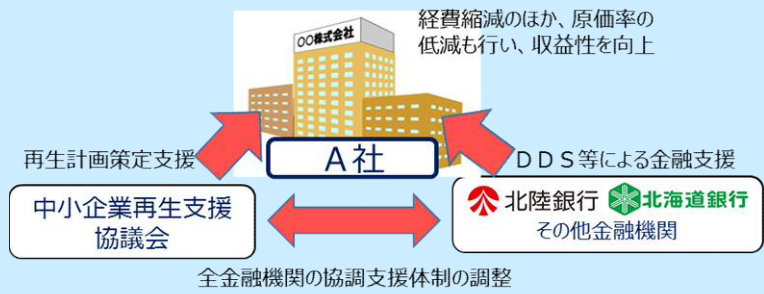 経費縮減のほか、原価率の
低減も行い、収益性を向上
○○株式会社
A社
再生計画策定支援
DDS等による金融支援
中小企業再生支援
協議会
北陸銀行 北海道銀行
その他金融機関
全金融機関の協調支援体制の調整